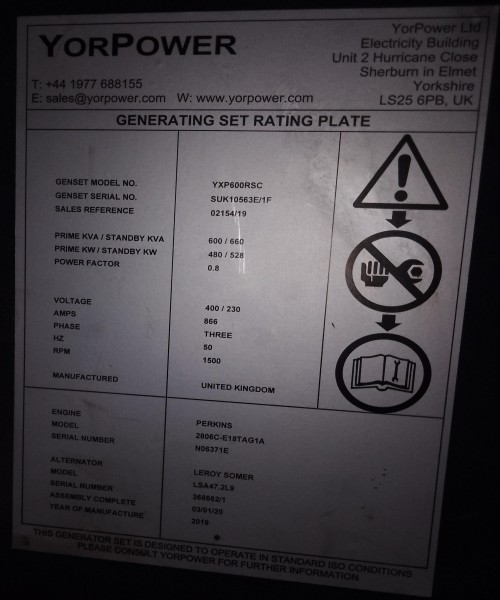 YORPOWER
YorPower Ltd
Electricity Building
Unit 2 Hurricane Close
Sherburn in Elmet
Yorkshire
LS25 6PB, UK
T: +44 1977 688155
E: sales@yorpower.com W: www.yorpower.com
GENERATING SET RATING PLATE
GENSET MODEL NO. YXP600RSC
GENSET SERIAL NO. SUK10563E/1F
SALES REFERENCE 02154/19
PRIME KVA / STANDBY KVA 600 / 660
PRIME KW / STANDBY KW 480 / 528
POWER FACTOR 0.8
VOLTAGE 400 / 230
AMPS 866
PHASE THREE
HZ 50
RPM 1500
MANUFACTURED UNITED KINGDOM
ENGINE PERKINS
MODEL 2806C-E18TAG1A
SERIAL NUMBER N06371E
ALTERNATOR LEROY SOMER
MODEL LSA47.2L9
SERIAL NUMBER 368682/1
ASSEMBLY COMPLETE 03/01/20
YEAR OF MANUFACTURE 2019
THIS GENERATOR SET IS DESIGNED TO OPERATE IN STANDARD ISO CONDITIONS
PLEASE CONSULT YORPOWER FOR FURTHER INFORMATION